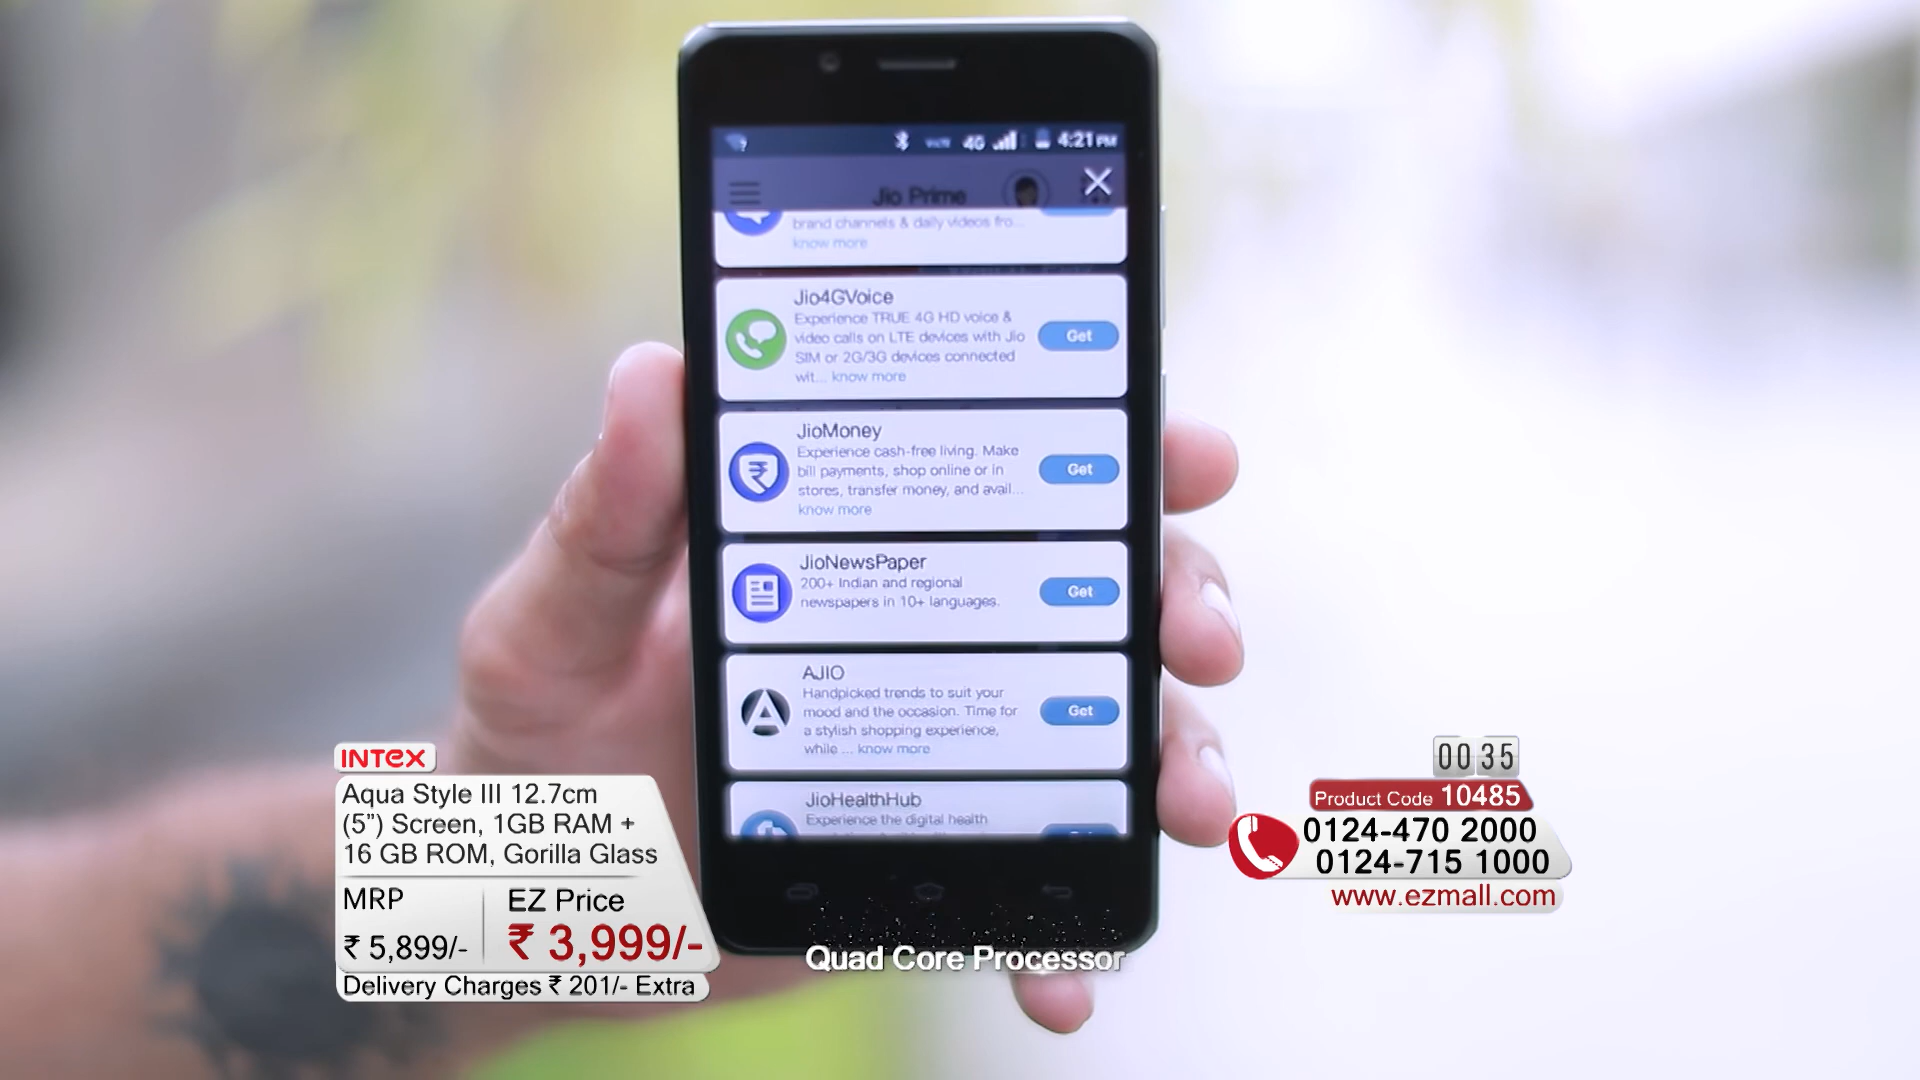 4G 4:21 PM
Jio Prime
brand channels & daily videos fro...
know more
Jio4GVoice
Experience TRUE 4G HD voice &
video calls on LTE devices with Jio
SIM or 2G/3G devices connected
wit... know more
Get
JioMoney
Experience cash-free living. Make
bill payments, shop online or in
stores, transfer money, and avail...
know more
Get
JioNewsPaper
200+ Indian and regional
newspapers in 10+ languages.
Get
AJIO
Handpicked trends to suit your
mood and the occasion. Time for
a stylish shopping experience,
while ... know more
Get
JioHealthHub
Experience the digital health
INTEX
Aqua Style III 12.7cm
(5”) Screen, 1GB RAM +
16 GB ROM, Gorilla Glass
MRP
₹ 5,899/-
EZ Price
₹ 3,999/-
Delivery Charges ₹ 201/- Extra
Quad Core Processor
00 35
Product Code 10485
0124-470 2000
0124-715 1000
www.ezmall.com